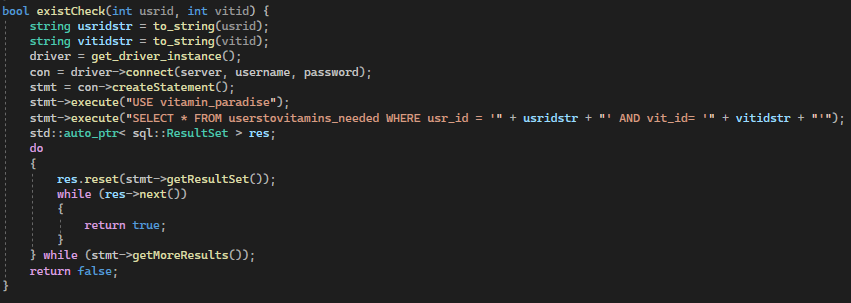 bool existCheck(int usrid, int vitid) {
    string usridstr = to_string(usrid);
    string vitidstr = to_string(vitid);
    driver = get_driver_instance();
    con = driver->connect(server, username, password);
    stmt = con->createStatement();
    stmt->execute("USE vitamin_paradise");
    stmt->execute("SELECT * FROM userstovitamins_needed WHERE usr_id = '" + usridstr + "' AND vit_id= '" + vitidstr + "'");
    std::auto_ptr< sql::ResultSet > res;
    do
    {
        res.reset(stmt->getResultSet());
        while (res->next())
        {
            return true;
        }
    } while (stmt->getMoreResults());
    return false;
}